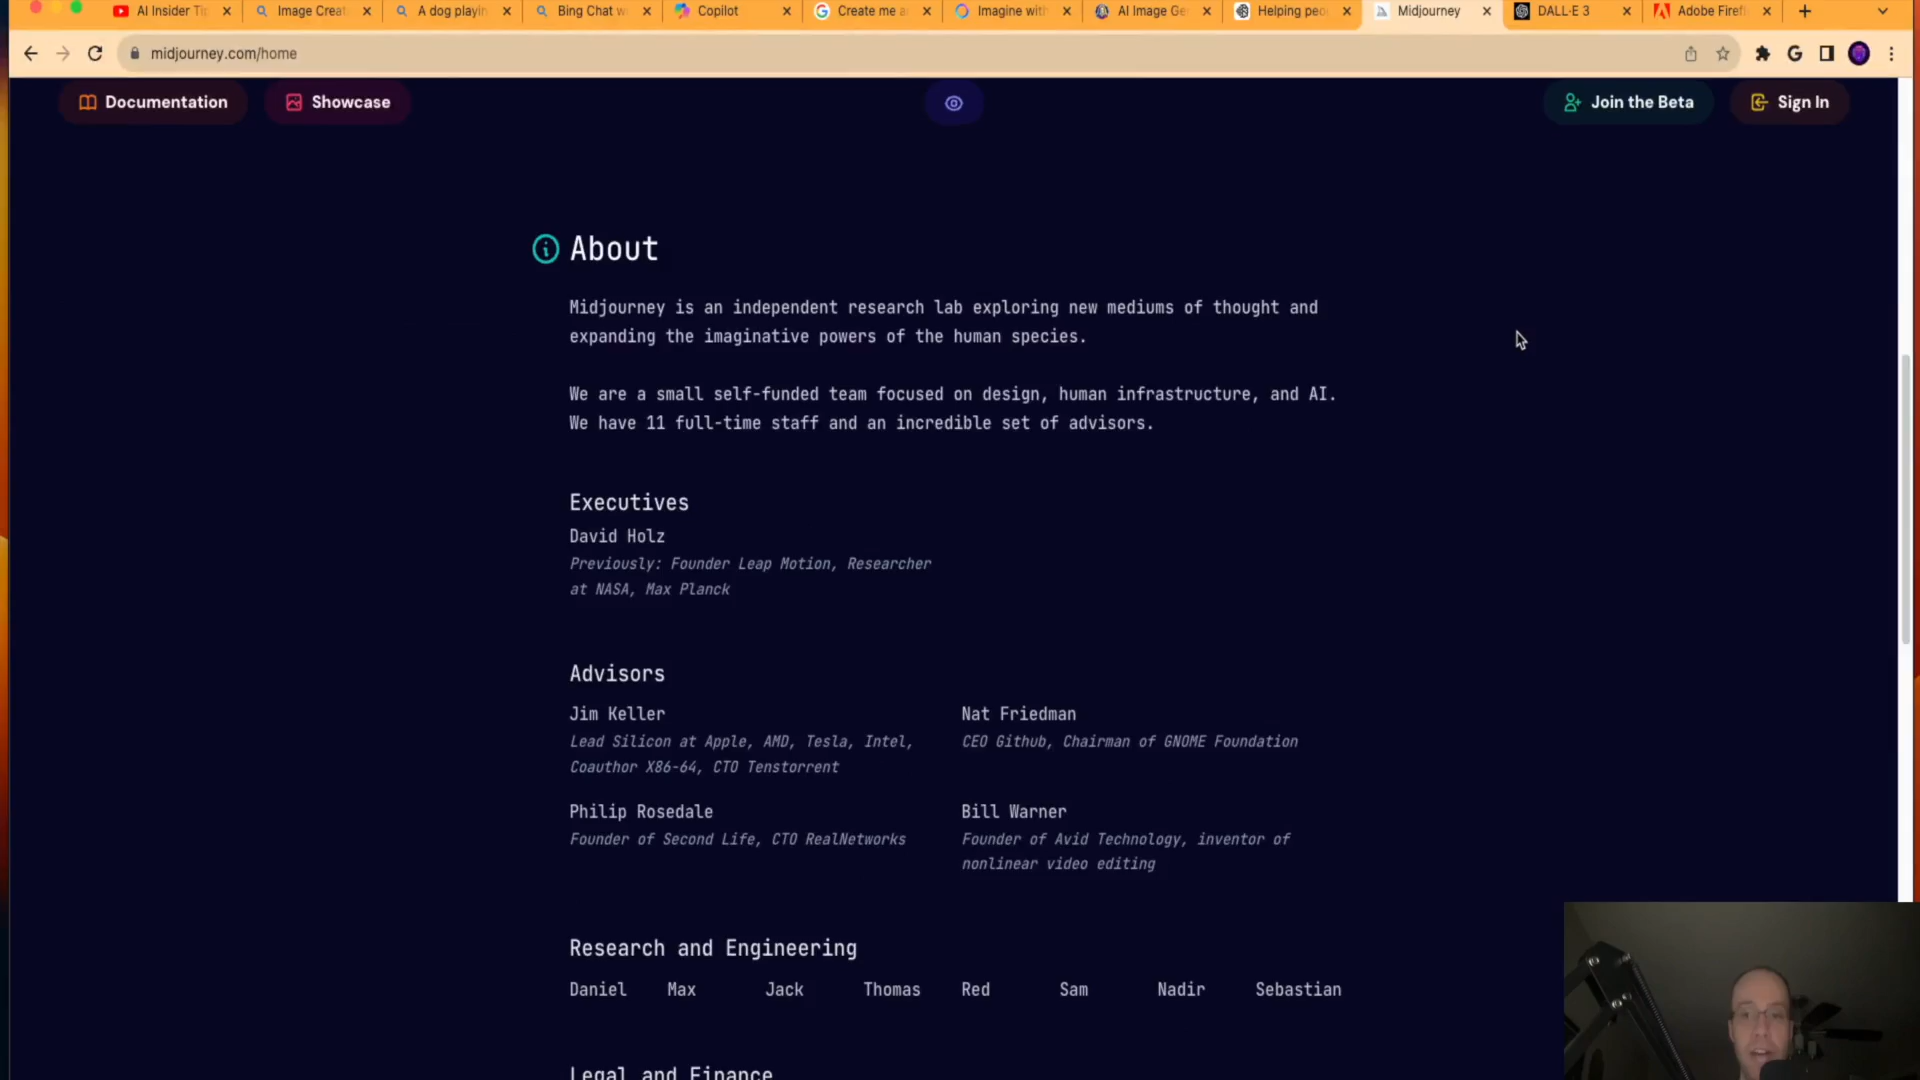 AI Insider Ti
Image Creat
A dog playin
Bing Chat w
Copilot
Create me a
Imagine with
AI Image Ge
Helping peo
Midjourney
DALL·E 3
Adobe Firef
midjourney.com/home
Documentation
Showcase
Join the Beta
Sign In
About
Midjourney is an independent research lab exploring new mediums of thought and
expanding the imaginative powers of the human species.
We are a small self-funded team focused on design, human infrastructure, and AI.
We have 11 full-time staff and an incredible set of advisors.
Executives
David Holz
Previously: Founder Leap Motion, Researcher
at NASA, Max Planck
Advisors
Jim Keller
Lead Silicon at Apple, AMD, Tesla, Intel,
Coauthor X86-64, CTO Tenstorrent
Nat Friedman
CEO Github, Chairman of GNOME Foundation
Philip Rosedale
Founder of Second Life, CTO RealNetworks
Bill Warner
Founder of Avid Technology, inventor of
nonlinear video editing
Research and Engineering
Daniel Max Jack Thomas Red Sam Nadir Sebastian
Legal and Finance